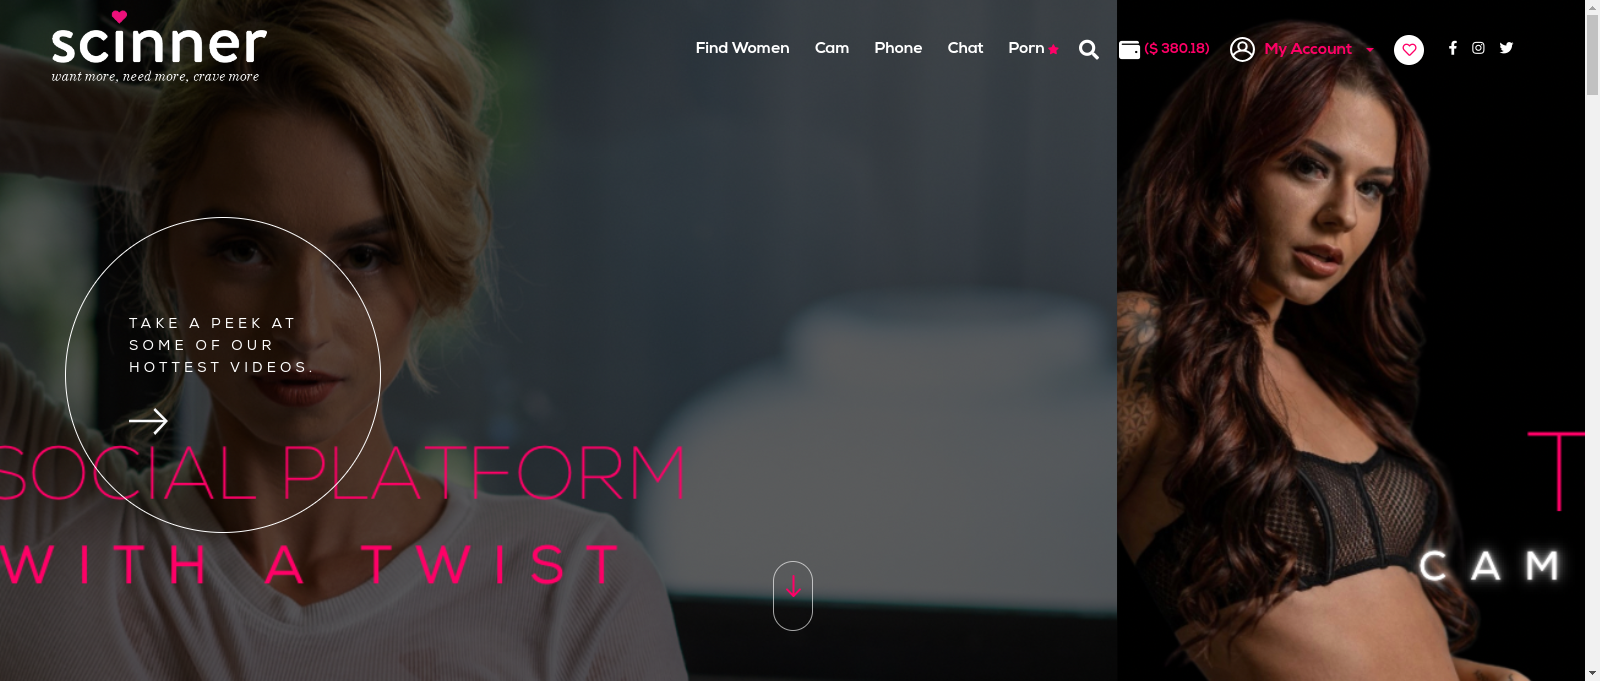 scinner
want more, need more, crave more
Find Women Cam Phone Chat Porn ($ 380.18) My Account
TAKE A PEEK AT
SOME OF OUR
HOTTEST VIDEOS.
SOCIAL PLATFORM
WITH A TWIST
T
CAM